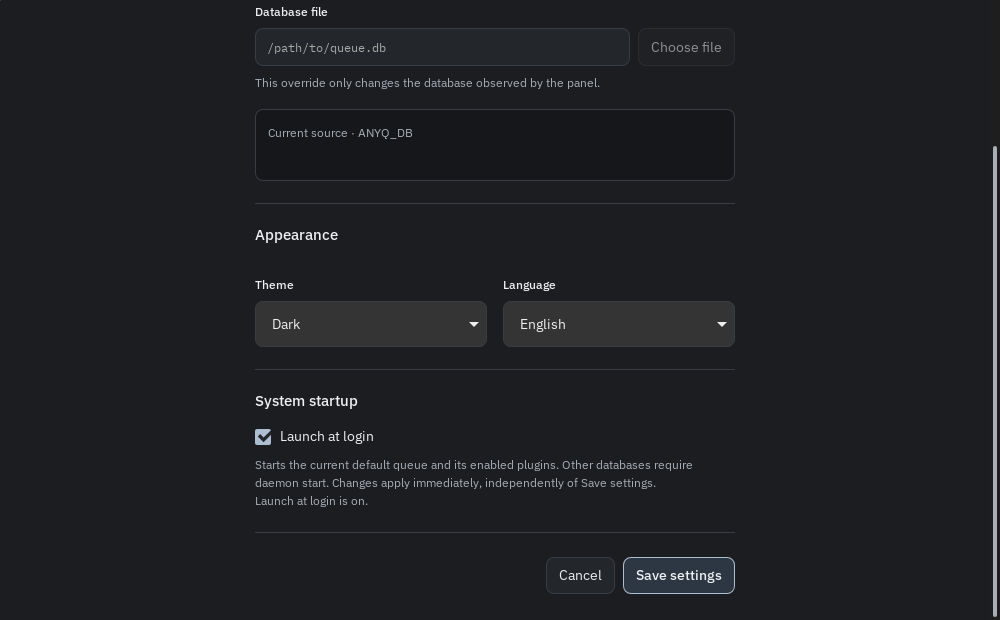 Database file
/path/to/queue.db
Choose file
This override only changes the database observed by the panel.
Current source · ANYQ_DB
Appearance
Theme
Language
Dark
English
System startup
Launch at login
Starts the current default queue and its enabled plugins. Other databases require
daemon start. Changes apply immediately, independently of Save settings.
Launch at login is on.
Cancel
Save settings